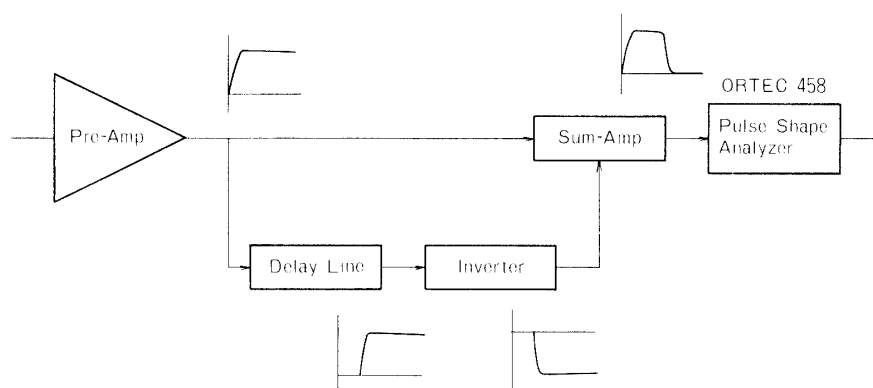 ORTEC 458
Pre-Amp
Sum-Amp
Pulse Shape
Analyzer
Delay Line
Inverter